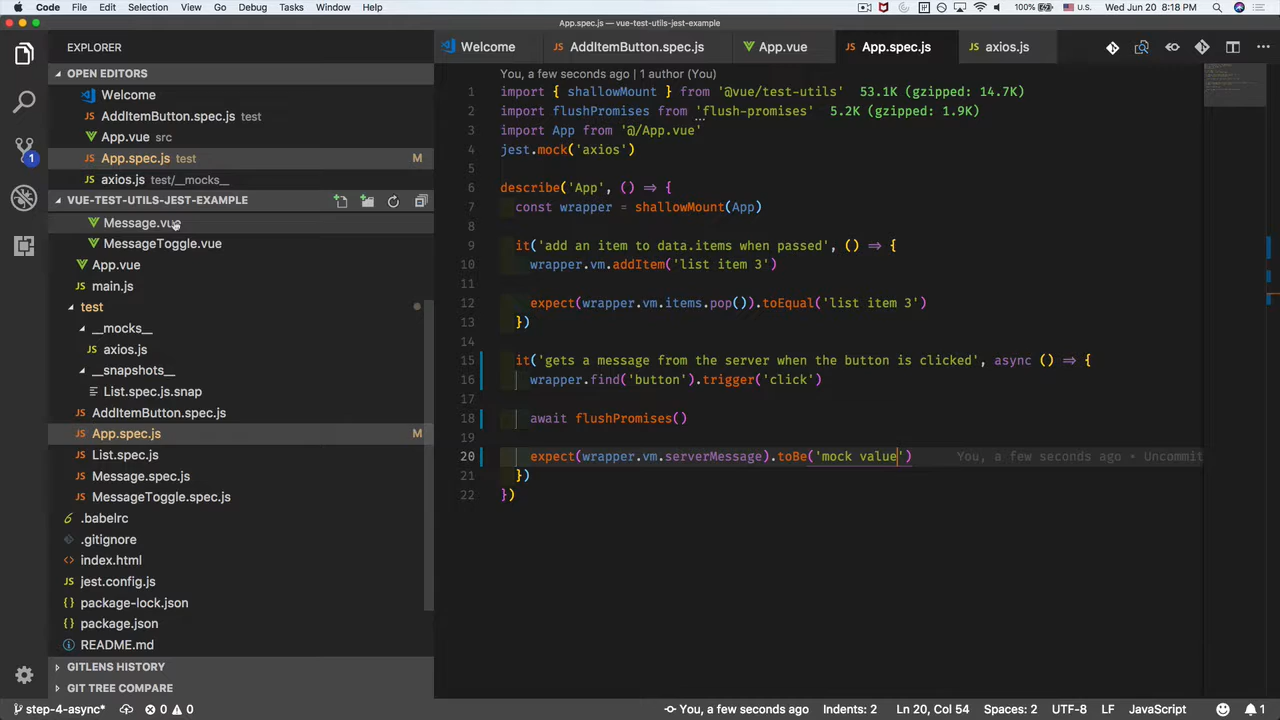 Code File Edit Selection View Go Debug Tasks Window Help 100% U.S. Wed Jun 20 8:18 PM
App.spec.js — vue-test-utils-jest-example
EXPLORER
OPEN EDITORS
Welcome
AddItemButton.spec.js test
App.vue src
App.spec.js test M
axios.js test/__mocks__
VUE-TEST-UTILS-JEST-EXAMPLE
Message.vue
MessageToggle.vue
App.vue
main.js
test
__mocks__
axios.js
__snapshots__
List.spec.js.snap
AddItemButton.spec.js
App.spec.js M
List.spec.js
Message.spec.js
MessageToggle.spec.js
.babelrc
.gitignore
index.html
jest.config.js
package-lock.json
package.json
README.md
GITLENS HISTORY
GIT TREE COMPARE
1
Welcome AddItemButton.spec.js App.vue App.spec.js axios.js
You, a few seconds ago | 1 author (You)
1 import { shallowMount } from '@vue/test-utils' 53.1K (gzipped: 14.7K)
2 import flushPromises from 'flush-promises' 5.2K (gzipped: 1.9K)
3 import App from '@/App.vue'
4 jest.mock('axios')
5
6 describe('App', () => {
7 const wrapper = shallowMount(App)
8
9 it('add an item to data.items when passed', () => {
10 wrapper.vm.addItem('list item 3')
11
12 expect(wrapper.vm.items.pop()).toEqual('list item 3')
13 })
14
15 it('gets a message from the server when the button is clicked', async () => {
16 wrapper.find('button').trigger('click')
17
18 await flushPromises()
19
20 expect(wrapper.vm.serverMessage).toBe('mock value') You, a few seconds ago • Uncommit
21 })
22 })
step-4-async* 0 0 You, a few seconds ago Indents: 2 Ln 20, Col 54 Spaces: 2 UTF-8 LF JavaScript 1